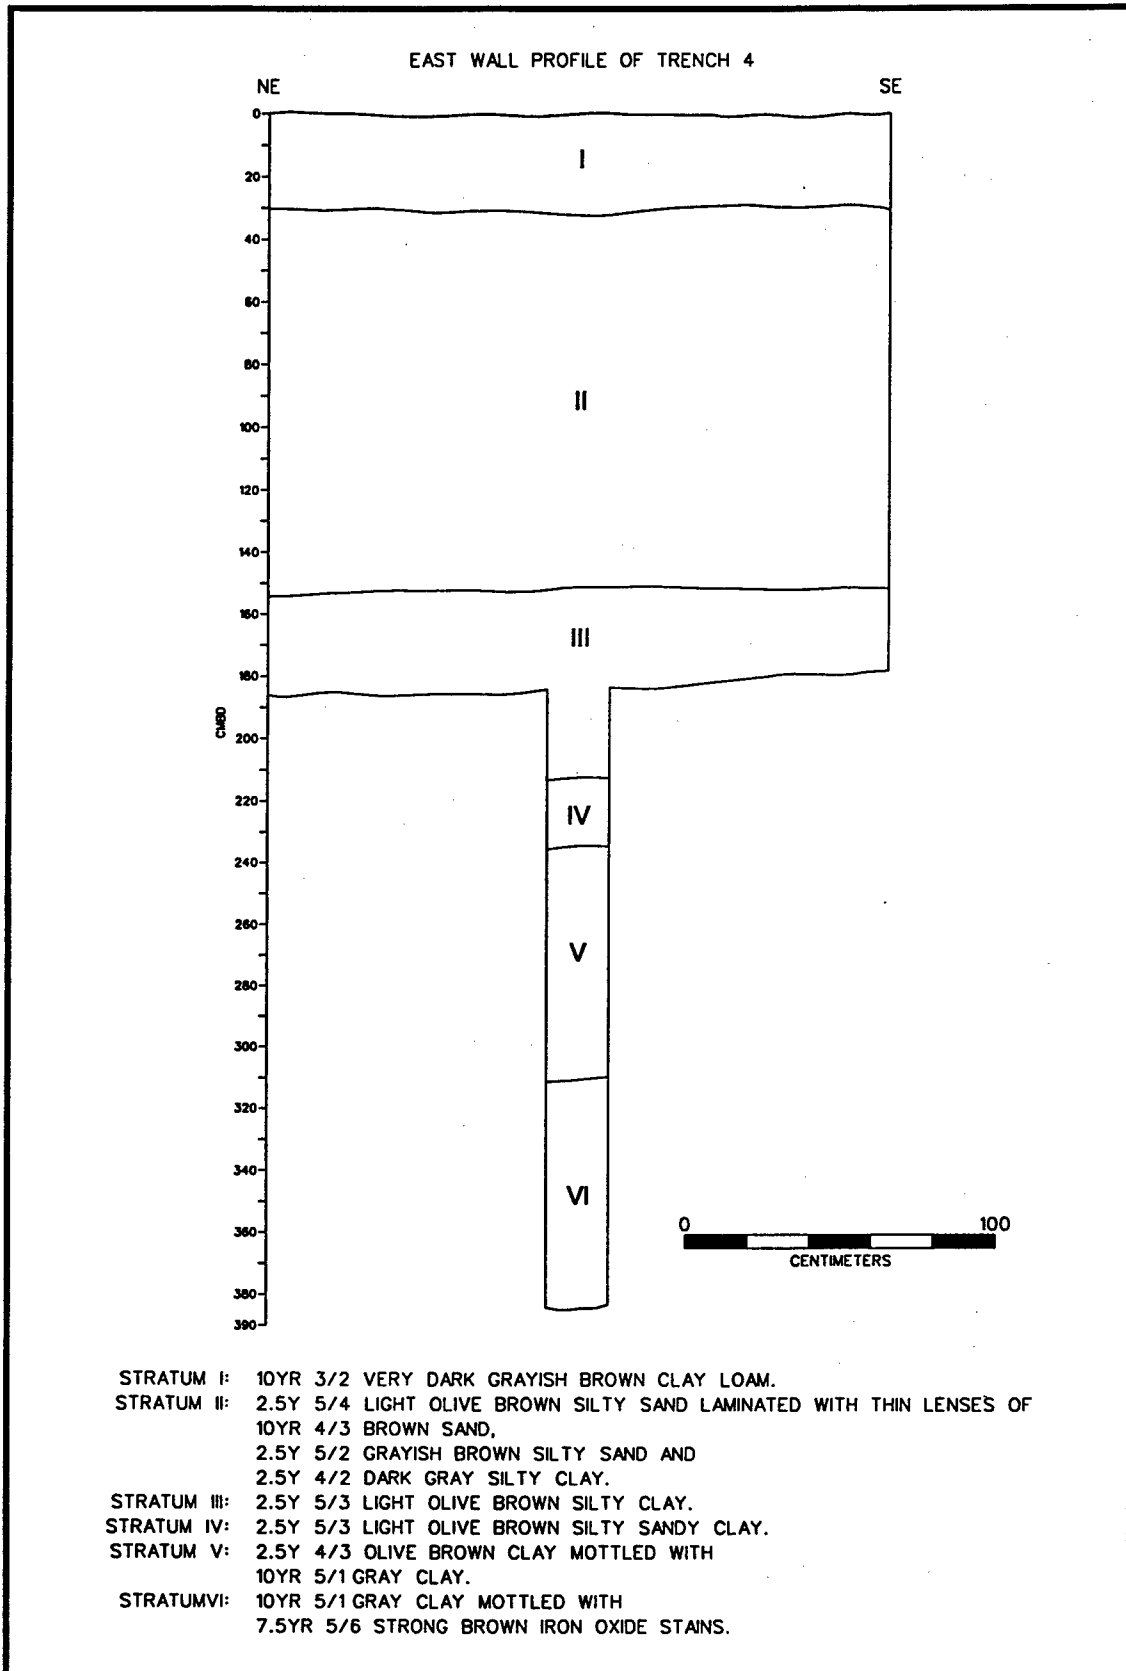 EAST WALL PROFILE OF TRENCH 4
NE SE
0
I
20
40
60
80
II
100
120
140
160
III
180
CMBD
200
220
IV
240
260
V
280
300
320
340
VI
360
0 100
CENTIMETERS
380
390
STRATUM I: 10YR 3/2 VERY DARK GRAYISH BROWN CLAY LOAM.
STRATUM II: 2.5Y 5/4 LIGHT OLIVE BROWN SILTY SAND LAMINATED WITH THIN LENSES OF
10YR 4/3 BROWN SAND,
2.5Y 5/2 GRAYISH BROWN SILTY SAND AND
2.5Y 4/2 DARK GRAY SILTY CLAY.
STRATUM III: 2.5Y 5/3 LIGHT OLIVE BROWN SILTY CLAY.
STRATUM IV: 2.5Y 5/3 LIGHT OLIVE BROWN SILTY SANDY CLAY.
STRATUM V: 2.5Y 4/3 OLIVE BROWN CLAY MOTTLED WITH
10YR 5/1 GRAY CLAY.
STRATUMVI: 10YR 5/1 GRAY CLAY MOTTLED WITH
7.5YR 5/6 STRONG BROWN IRON OXIDE STAINS.